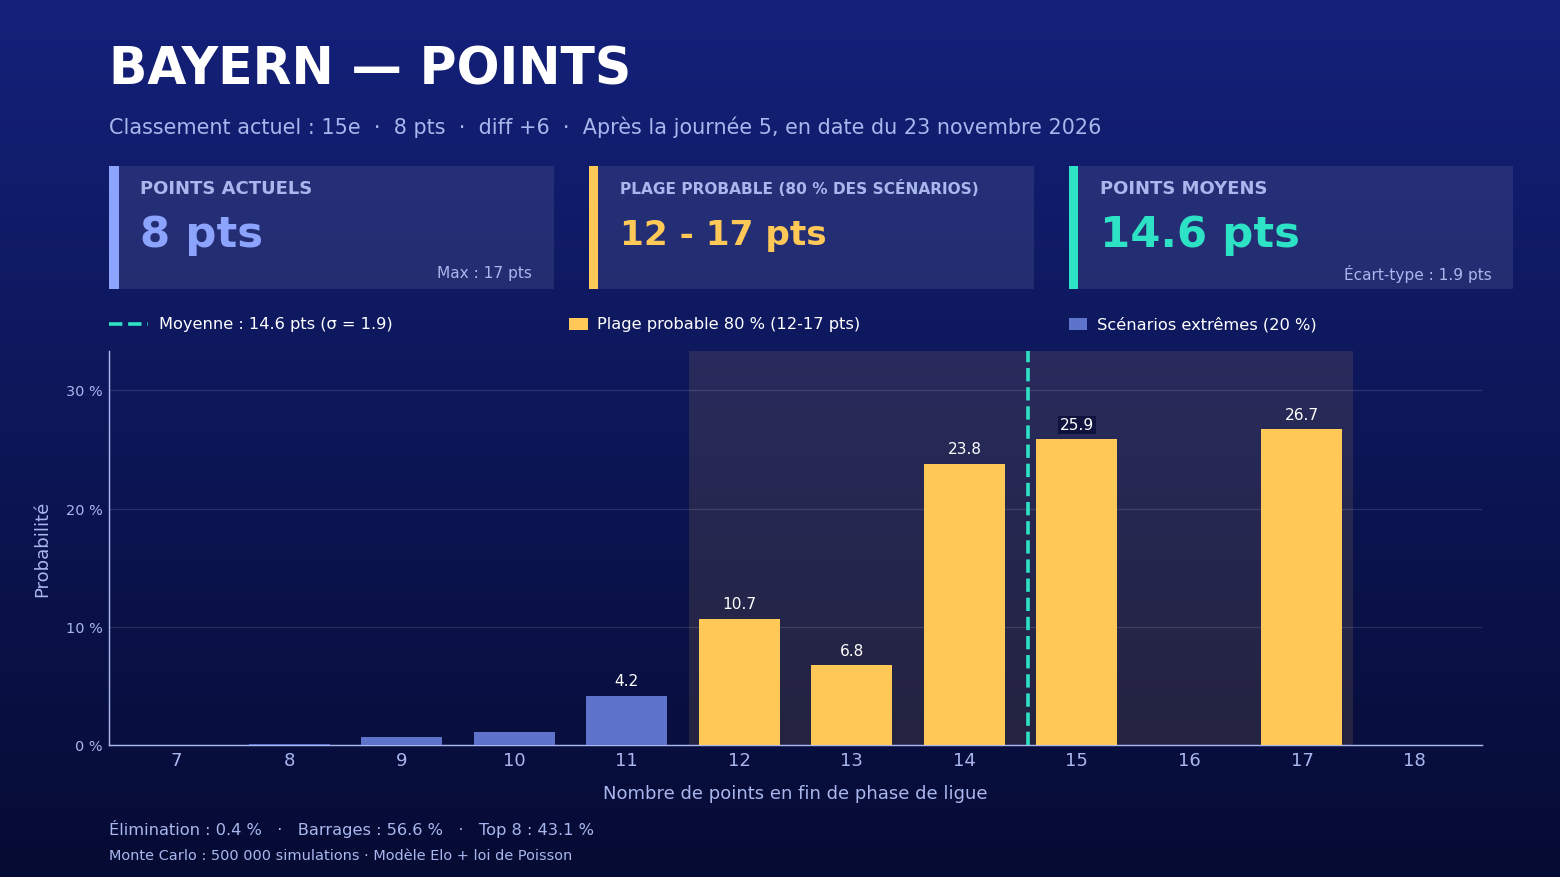 BAYERN — POINTS
Classement actuel : 15e · 8 pts · diff +6 · Après la journée 5, en date du 23 novembre 2026
POINTS ACTUELS
8 pts
Max : 17 pts
PLAGE PROBABLE (80 % DES SCÉNARIOS)
12 - 17 pts
POINTS MOYENS
14.6 pts
Écart-type : 1.9 pts
Moyenne : 14.6 pts (σ = 1.9)
Plage probable 80 % (12-17 pts)
Scénarios extrêmes (20 %)
Probabilité
30 %
20 %
10 %
0 %
4.2
10.7
6.8
23.8
25.9
26.7
7 8 9 10 11 12 13 14 15 16 17 18
Nombre de points en fin de phase de ligue
Élimination : 0.4 % · Barrages : 56.6 % · Top 8 : 43.1 %
Monte Carlo : 500 000 simulations · Modèle Elo + loi de Poisson